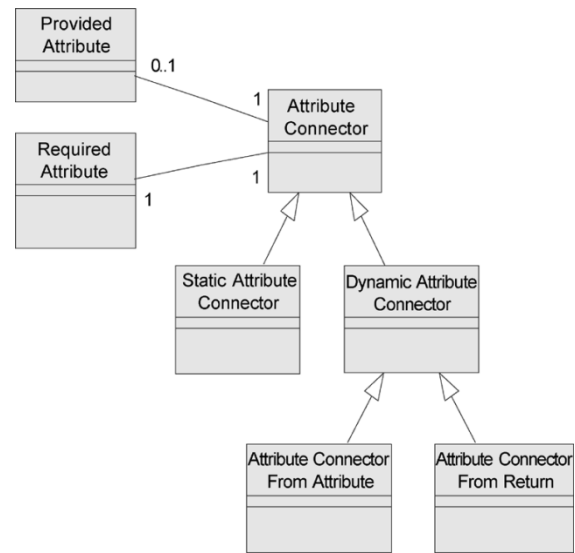 Provided
Attribute
0..1
1
Attribute
Connector
Required
Attribute
1
1
Static Attribute
Connector
Dynamic Attribute
Connector
Attribute Connector
From Attribute
Attribute Connector
From Return